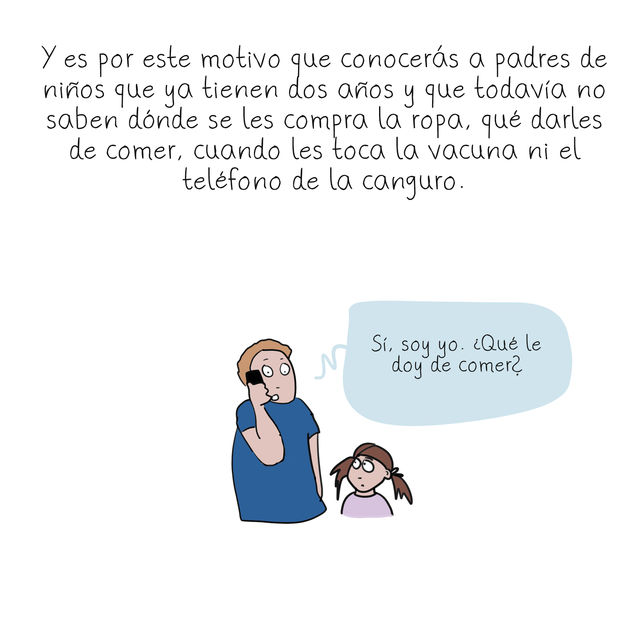 Y es por este motivo que conocerás a padres de
niños que ya tienen dos años y que todavía no
saben dónde se les compra la ropa, qué darles
de comer, cuando les toca la vacuna ni el
teléfono de la canguro.
Sí, soy yo. ¿Qué le
doy de comer?